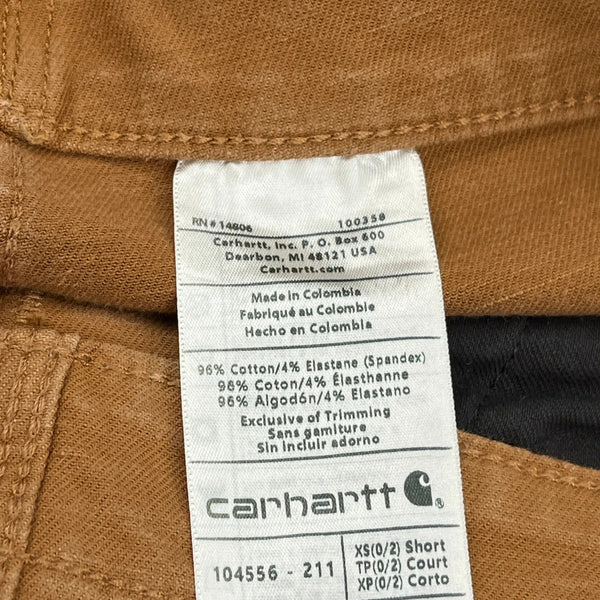 RN # 14806 100358
Carhartt, Inc. P. O. Box 600
Dearbon, MI 48121 USA
Carhartt.com
Made in Colombia
Fabriqué au Colombie
Hecho en Colombia
96% Cotton/4% Elastane (Spandex)
96% Coton/4% Élasthanne
96% Algodón/4% Elastano
Exclusive of Trimming
Sans garniture
Sin incluir adorno
carhartt ®
104556 - 211
XS(0/2) Short
TP(0/2) Court
XP(0/2) Corto